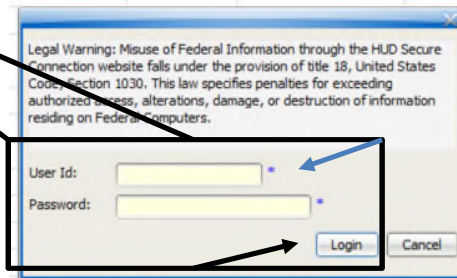 Legal Warning: Misuse of Federal Information through the HUD Secure
Connection website falls under the provision of title 18, United States
Code, Section 1030. This law specifies penalties for exceeding
authorized access, alterations, damage, or destruction of information
residing on Federal Computers.
User Id: *
Password: *
Login Cancel